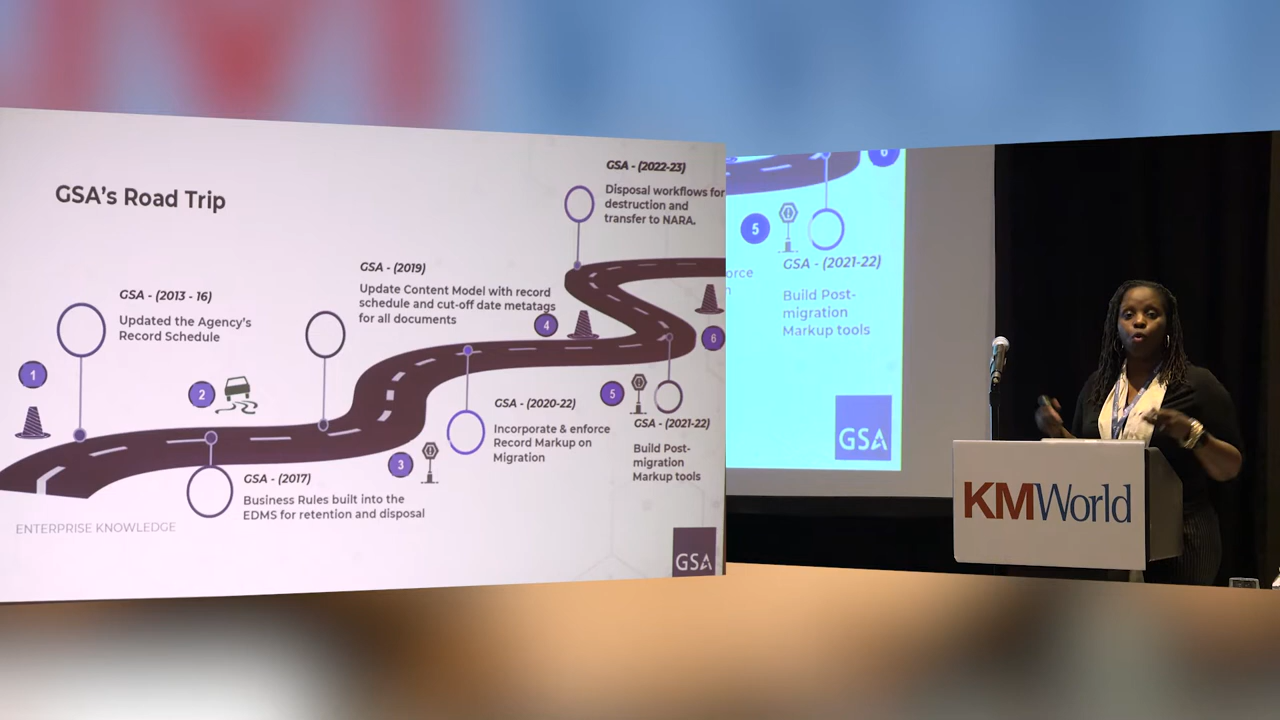 GSA's Road Trip
GSA - (2013 - 16)
Updated the Agency's
Record Schedule
1
2
GSA - (2017)
Business Rules built into the
EDMS for retention and disposal
GSA - (2019)
Update Content Model with record
schedule and cut-off date metatags
for all documents
3
4
GSA - (2020-22)
Incorporate & enforce
Record Markup on
Migration
5
GSA - (2021-22)
Build Post-
migration
Markup tools
6
GSA - (2022-23)
Disposal workflows for
destruction and
transfer to NARA.
ENTERPRISE KNOWLEDGE
GSA
6
5
GSA - (2021-22)
orce
n
Build Post-
migration
Markup tools
GSA
KMWorld